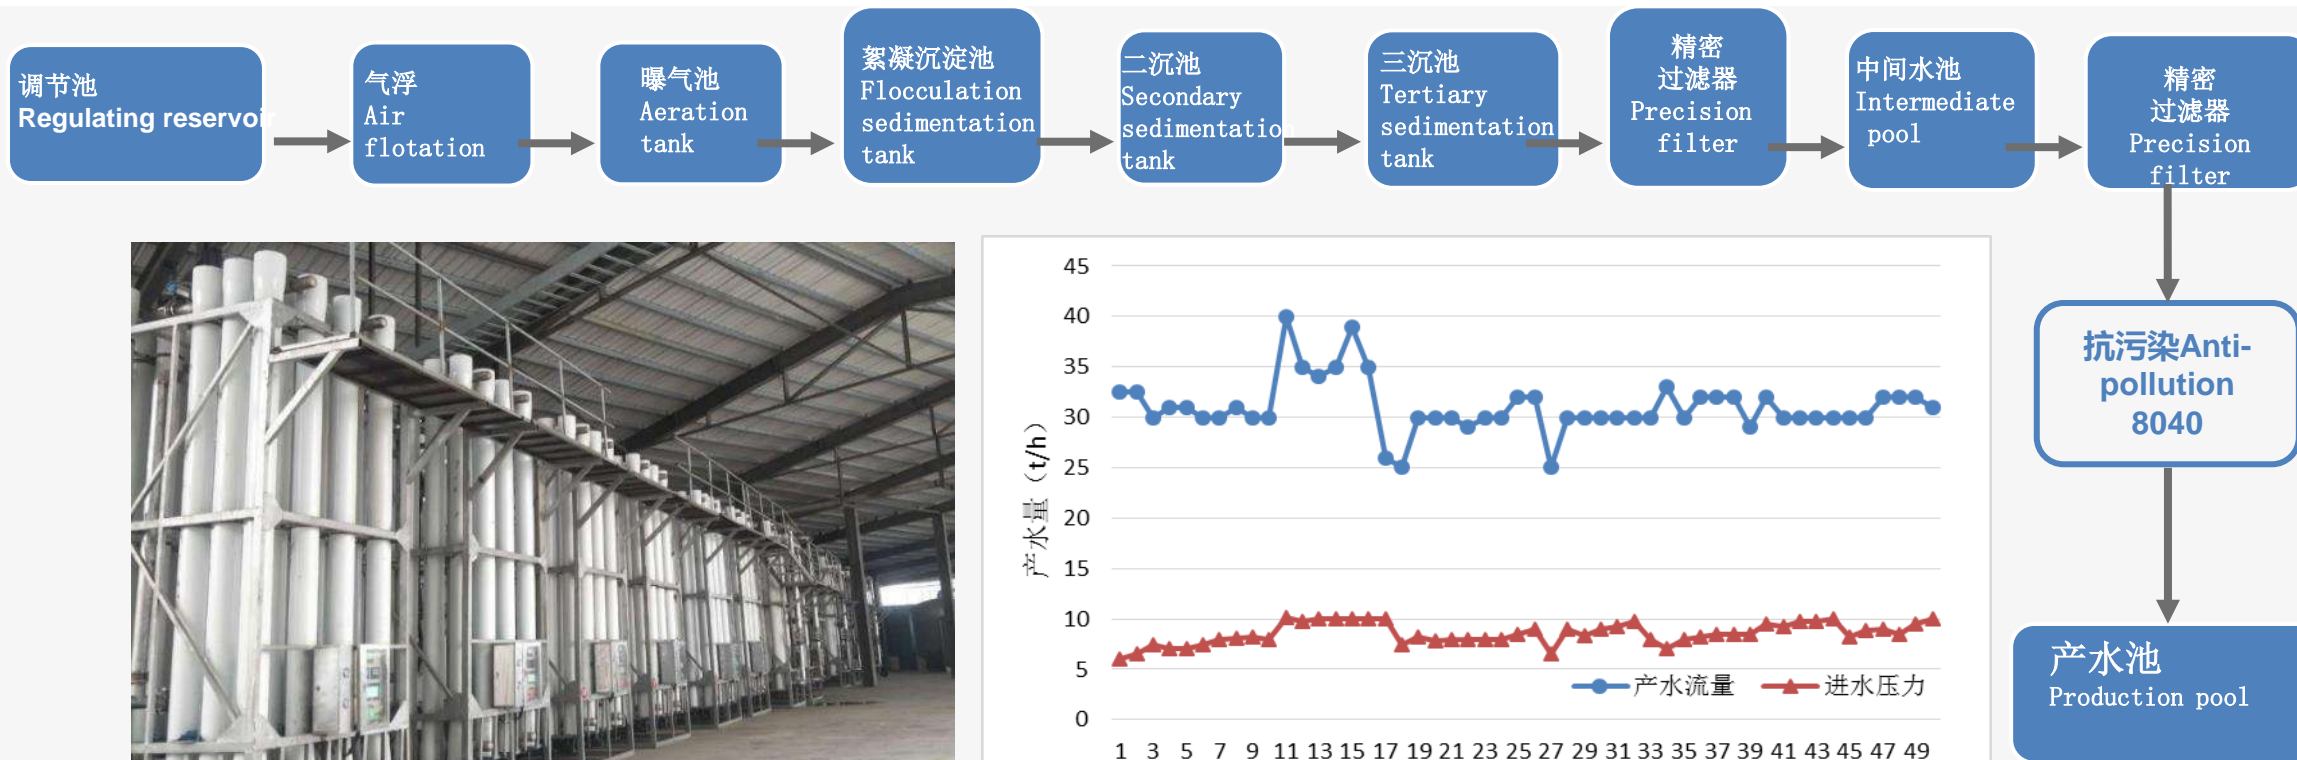 调节池
Regulating reservoir
气浮
Air
flotation
曝气池
Aeration
tank
絮凝沉淀池
Flocculation
sedimentation
tank
二沉池
Secondary
sedimentation
tank
三沉池
Tertiary
sedimentation
tank
精密
过滤器
Precision
filter
中间水池
Intermediate
pool
精密
过滤器
Precision
filter
抗污染Anti-
pollution
8040
产水池
Production pool
45
40
35
30
25
20
15
10
5
0
产水量（t/h）
产水流量 进水压力
1 3 5 7 9 11 13 15 17 19 21 23 25 27 29 31 33 35 37 39 41 43 45 47 49